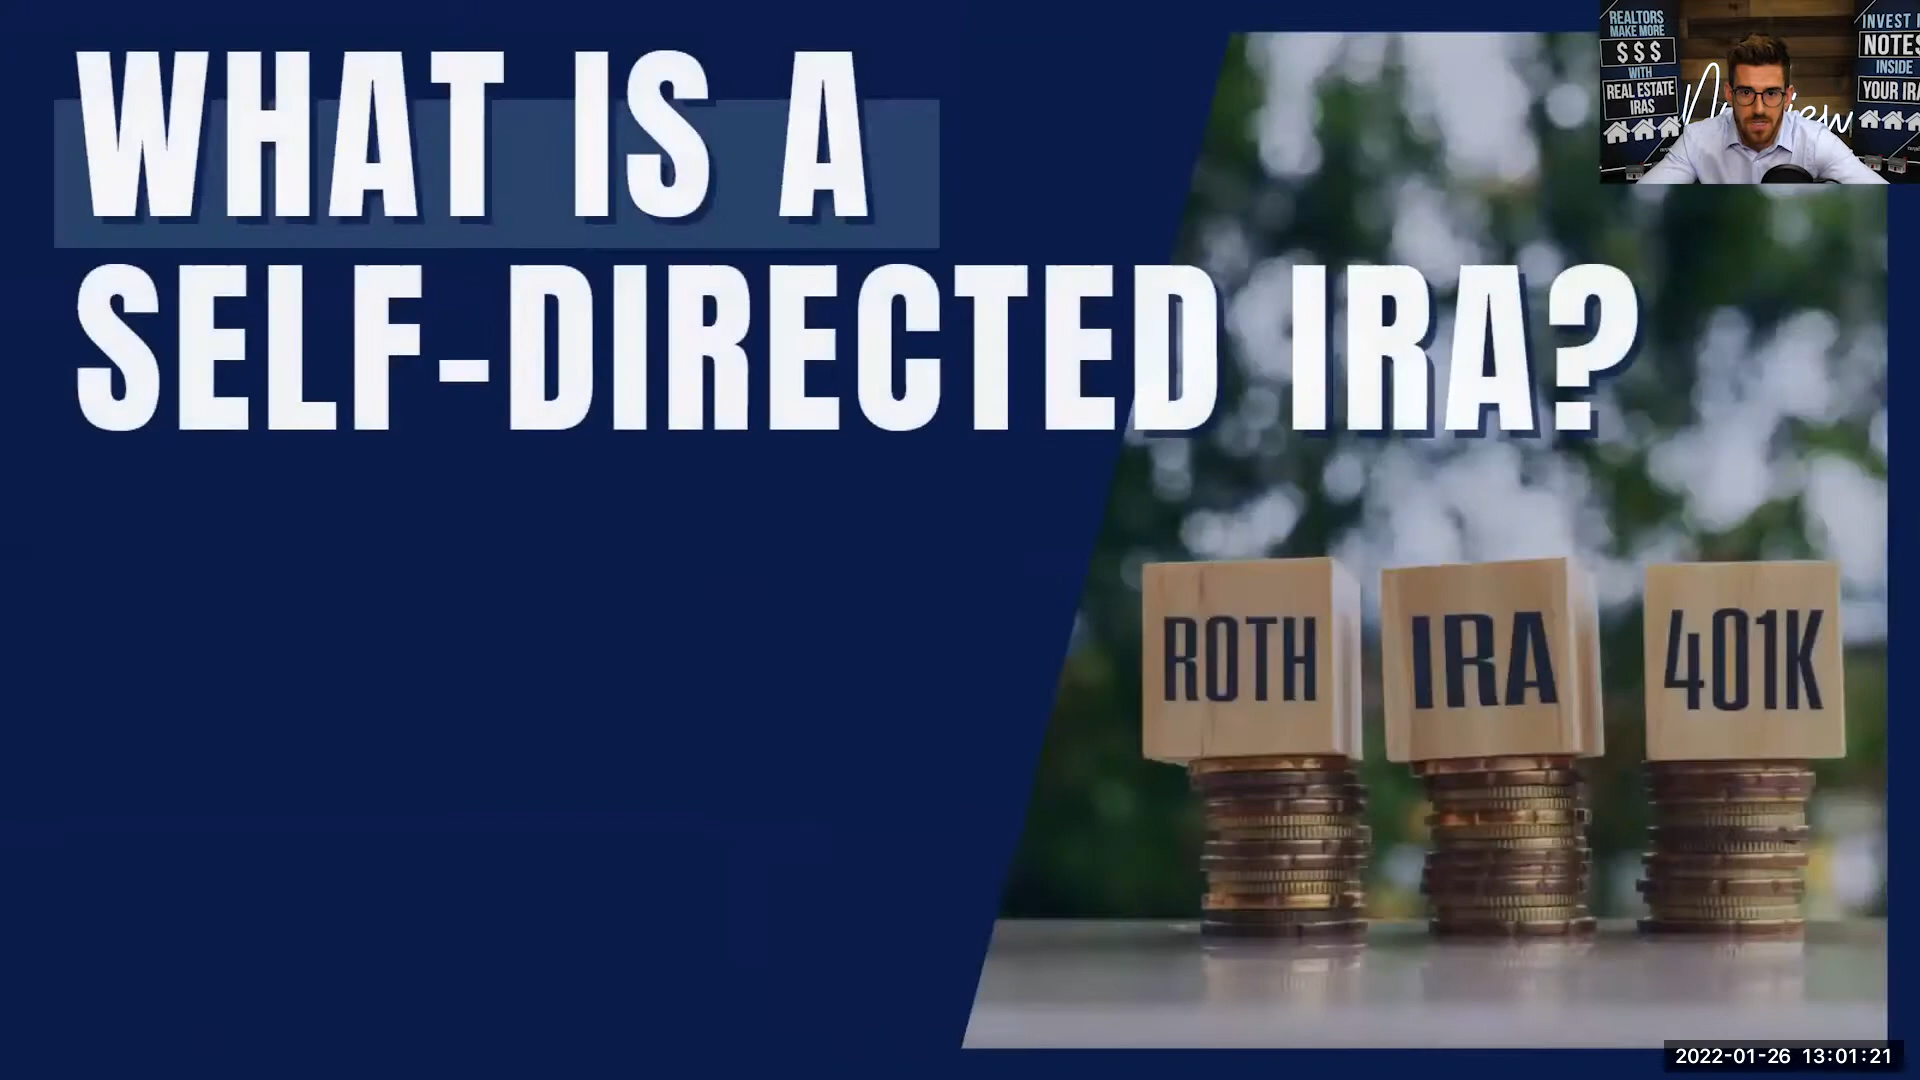 WHAT IS A
SELF-DIRECTED IRA?
REALTORS
MAKE MORE
$$$
WITH
REAL ESTATE
IRAS
INVEST
NOTES
INSIDE
YOUR IRA
ROTH
IRA
401K
2022-01-26 13:01:21